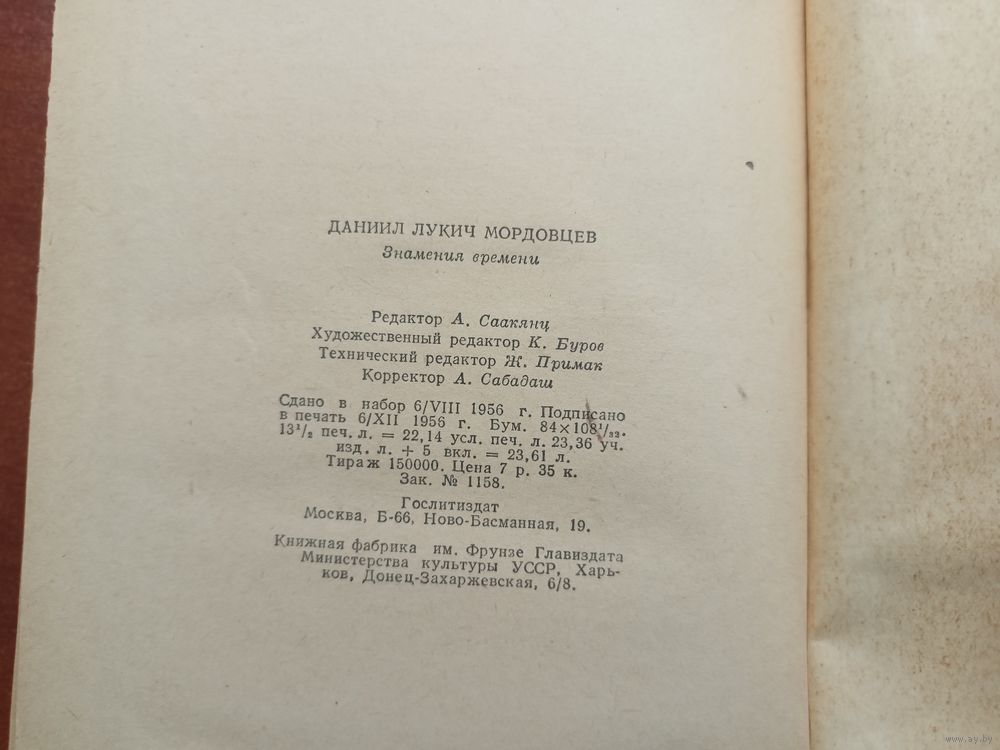 ДАНИИЛ ЛУКИЧ МОРДОВЦЕВ
Знамения времени
Редактор А. Саакянц
Художественный редактор К. Буров
Технический редактор Ж. Примак
Корректор А. Сабадаш
Сдано в набор 6/VIII 1956 г. Подписано
в печать 6/XII 1956 г. Бум. 84×108¹/₃₂.
13¹/₂ печ. л. = 22,14 усл. печ. л. 23,36 уч.
изд. л. + 5 вкл. = 23,61 л.
Тираж 150000. Цена 7 р. 35 к.
Зак. № 1158.
Гослитиздат
Москва, Б-66, Ново-Басманная, 19.
Книжная фабрика им. Фрунзе Главиздата
Министерства культуры УССР, Харь-
ков, Донец-Захаржевская, 6/8.
www.ay.by